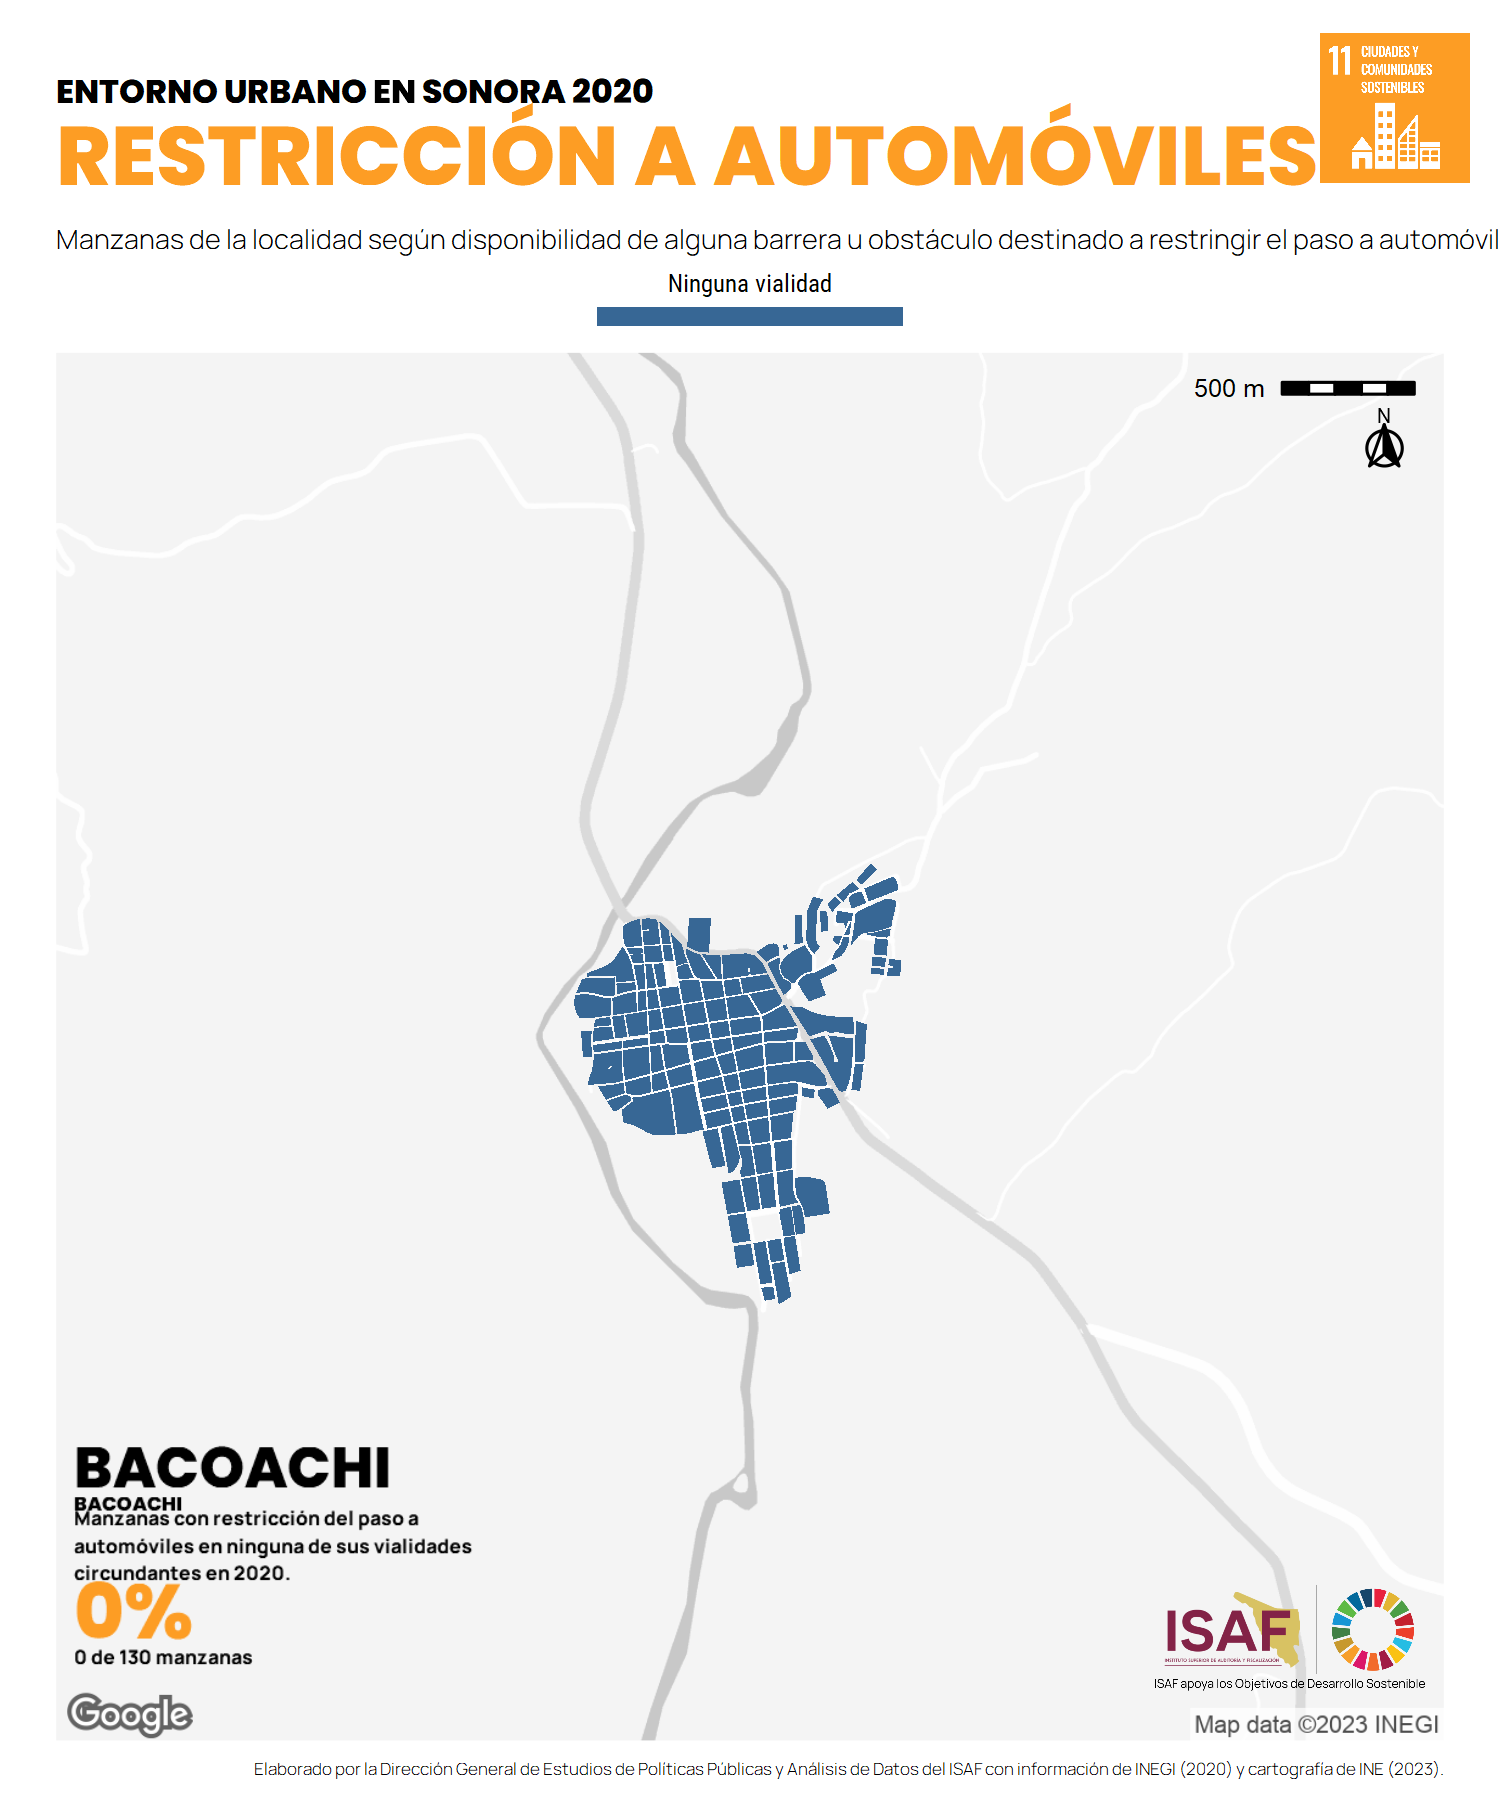 ENTORNO URBANO EN SONORA 2020
RESTRICCIÓN A AUTOMÓVILES
11 CIUDADES Y
COMUNIDADES
SOSTENIBLES
Manzanas de la localidad según disponibilidad de alguna barrera u obstáculo destinado a restringir el paso a automóvil
Ninguna vialidad
500 m
N
BACOACHI
BACOACHI
Manzanas con restricción del paso a
automóviles en ninguna de sus vialidades
circundantes en 2020.
0%
0 de 130 manzanas
ISAF
INSTITUTO SUPERIOR DE AUDITORÍA Y FISCALIZACIÓN
ISAF apoya los Objetivos de Desarrollo Sostenible
Google
Map data ©2023 INEGI
Elaborado por la Dirección General de Estudios de Políticas Públicas y Análisis de Datos del ISAF con información de INEGI (2020) y cartografía de INE (2023).